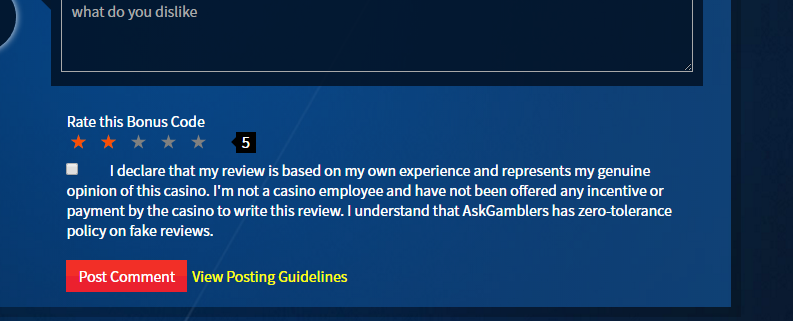 what do you dislike
Rate this Bonus Code
5
I declare that my review is based on my own experience and represents my genuine
opinion of this casino. I'm not a casino employee and have not been offered any incentive or
payment by the casino to write this review. I understand that AskGamblers has zero-tolerance
policy on fake reviews.
Post Comment View Posting Guidelines